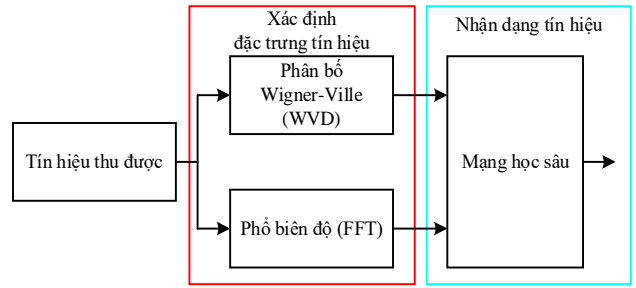 Xác định
đặc trưng tín hiệu
Nhận dạng tín hiệu
Phân bố
Wigner-Ville
(WVD)
Tín hiệu thu được
Mạng học sâu
Phổ biên độ (FFT)